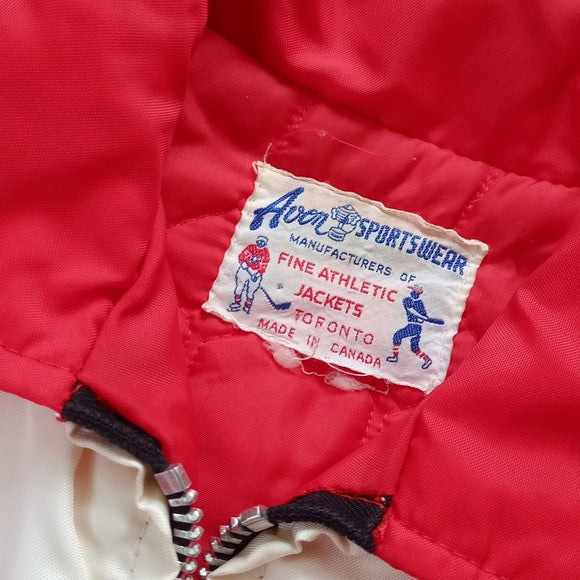 Avon SPORTSWEAR
MANUFACTURERS OF
FINE ATHLETIC
JACKETS
TORONTO
MADE IN CANADA